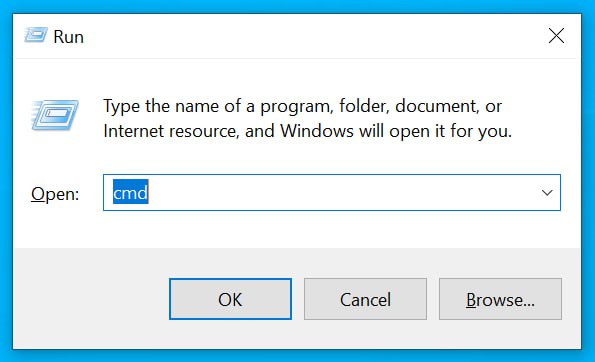 Run
Type the name of a program, folder, document, or
Internet resource, and Windows will open it for you.
Open: cmd
OK Cancel Browse...